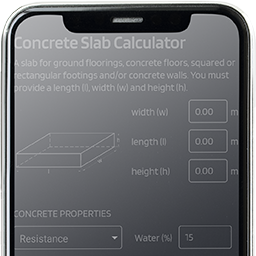 Concrete Slab Calculator
A slab for ground floorings, concrete floors, squared or
rectangular footings and/or concrete walls. You must
provide a length (l), width (w) and height (h).
width (w) 0.00 m
length (l) 0.00 m
height (h) 0.00 m
CONCRETE PROPERTIES
Resistance Water (%) 15